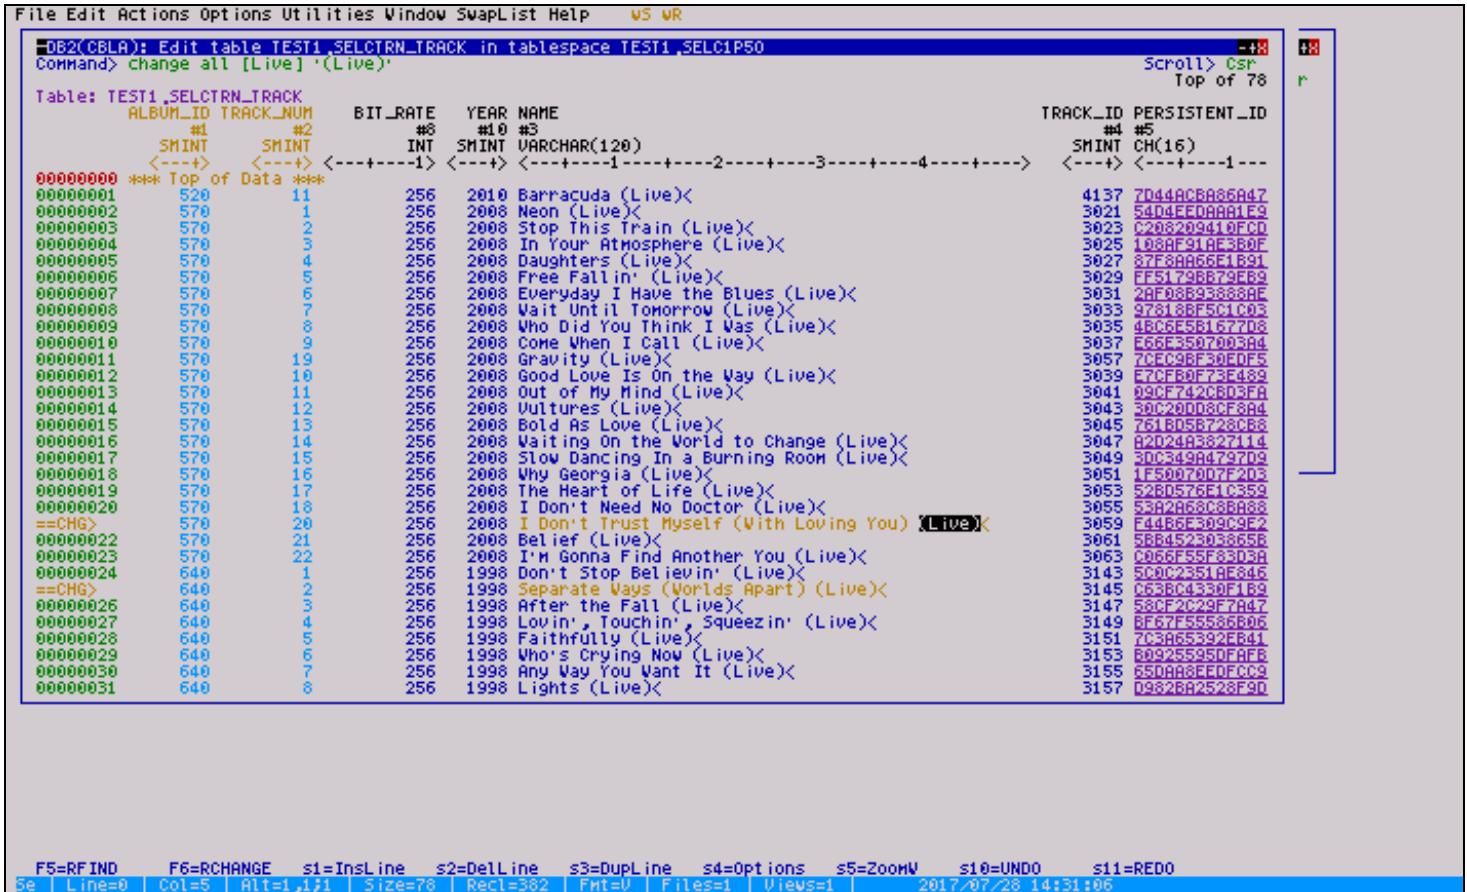 File Edit Actions Options Utilities Window SwapList Help wS wR
DB2(CBLA): Edit table TEST1.SELCTRN_TRACK in tablespace TEST1.SELC1P50 -+x +x
Command> change all [Live] '(Live)' Scroll> Csr
Top of 78 r
Table: TEST1.SELCTRN_TRACK
ALBUM_ID TRACK_NUM BIT_RATE YEAR NAME TRACK_ID PERSISTENT_ID
#1 #2 #8 #10 #3 #4 #5
SMINT SMINT INT SMINT VARCHAR(120) SMINT CH(16)
<---+> <---+> <---+----1> <---+> <---+----1----+----2----+----3----+----4----+----> <---+> <---+----1---
00000000 *** Top of Data ***
00000001 520 11 256 2010 Barracuda (Live)< 4137 7D44ACBA86A47
00000002 570 1 256 2008 Neon (Live)< 3021 54D4EEDAAA1E9
00000003 570 2 256 2008 Stop This Train (Live)< 3023 C208209410FCD
00000004 570 3 256 2008 In Your Atmosphere (Live)< 3025 108AF91AE3B0F
00000005 570 4 256 2008 Daughters (Live)< 3027 87F8AA66E1B91
00000006 570 5 256 2008 Free Fallin' (Live)< 3029 FF5179BB79EB9
00000007 570 6 256 2008 Everyday I Have the Blues (Live)< 3031 2AF08B93888AE
00000008 570 7 256 2008 Wait Until Tomorrow (Live)< 3033 97818BF5C1C03
00000009 570 8 256 2008 Who Did You Think I Was (Live)< 3035 4BC6E5B1677D8
00000010 570 9 256 2008 Come When I Call (Live)< 3037 E66E3507003A4
00000011 570 19 256 2008 Gravity (Live)< 3057 7CEC9BF30EDF5
00000012 570 10 256 2008 Good Love Is On the Way (Live)< 3039 E7CFB0F73E489
00000013 570 11 256 2008 Out of My Mind (Live)< 3041 09CF742CBD3FA
00000014 570 12 256 2008 Vultures (Live)< 3043 30C20DD8CF8A4
00000015 570 13 256 2008 Bold As Love (Live)< 3045 761BD5B728CB8
00000016 570 14 256 2008 Waiting On the World to Change (Live)< 3047 A2D24A3827114
00000017 570 15 256 2008 Slow Dancing In a Burning Room (Live)< 3049 3DC349A4797D9
00000018 570 16 256 2008 Why Georgia (Live)< 3051 1F50070D7F2D3
00000019 570 17 256 2008 The Heart of Life (Live)< 3053 52BD576E1C359
00000020 570 18 256 2008 I Don't Need No Doctor (Live)< 3055 53A2A68C8BA88
==CHG> 570 20 256 2008 I Don't Trust Myself (With Loving You) (Live)< 3059 F44B6E309C9E2
00000022 570 21 256 2008 Belief (Live)< 3061 5BB452303865B
00000023 570 22 256 2008 I'm Gonna Find Another You (Live)< 3063 C066F55F83D3A
00000024 640 1 256 1998 Don't Stop Believin' (Live)< 3143 5C0C2351AE846
==CHG> 640 2 256 1998 Separate Ways (Worlds Apart) (Live)< 3145 C63BC4330F1B9
00000026 640 3 256 1998 After the Fall (Live)< 3147 58CF2C29F7A47
00000027 640 4 256 1998 Lovin', Touchin', Squeezin' (Live)< 3149 BF67F55586B06
00000028 640 5 256 1998 Faithfully (Live)< 3151 7C3A65392EB41
00000029 640 6 256 1998 Who's Crying Now (Live)< 3153 B0925595DFAFB
00000030 640 7 256 1998 Any Way You Want It (Live)< 3155 65DAA8EEDFCC9
00000031 640 8 256 1998 Lights (Live)< 3157 D982BA2528F9D
F5=RFIND F6=RCHANGE s1=InsLine s2=DelLine s3=DupLine s4=Options s5=ZoomW s10=UNDO s11=REDO
Se | Line=0 | Col=5 | Alt=1,1;1 | Size=78 | Recl=382 | Fmt=V | Files=1 | Views=1 | 2017/07/28 14:31:06